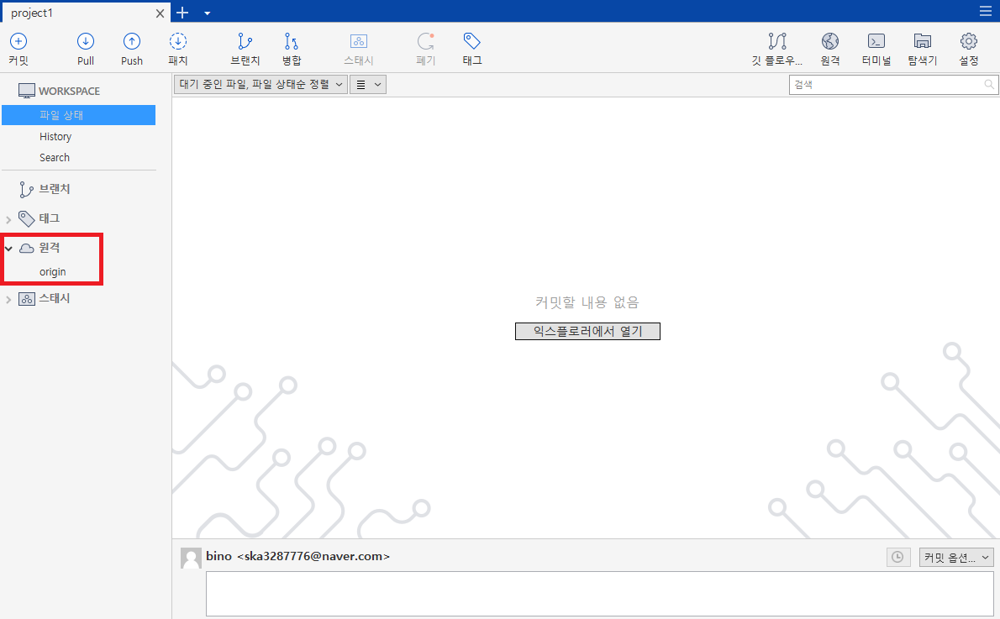 project1
커밋 Pull Push 패치 브랜치 병합 스태시 폐기 태그 깃 플로우... 원격 터미널 탐색기 설정
WORKSPACE
파일 상태
History
Search
브랜치
태그
원격
origin
스태시
대기 중인 파일, 파일 상태순 정렬
검색
커밋할 내용 없음
익스플로러에서 열기
bino <ska3287776@naver.com>
커밋 옵션...